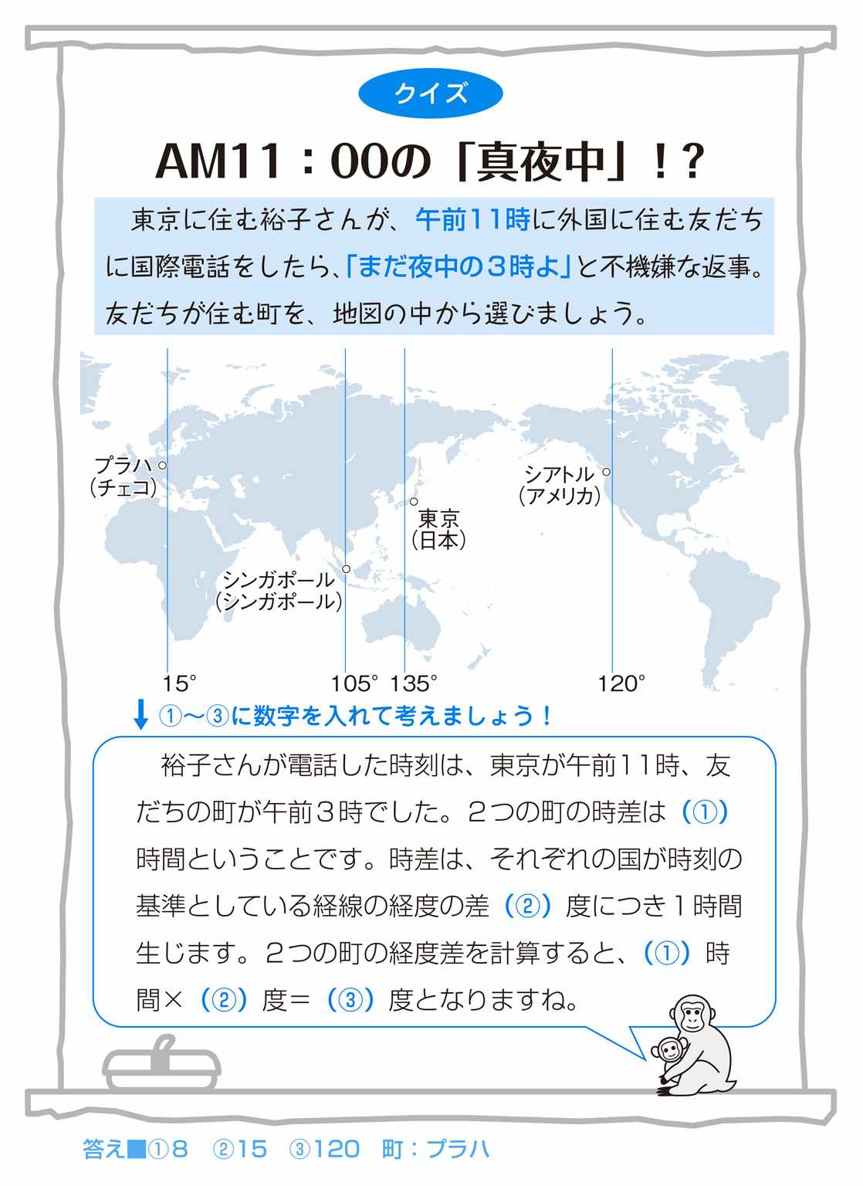 クイズ
AM11：00の「真夜中」！？
東京に住む裕子さんが、午前11時に外国に住む友だち
に国際電話をしたら、「まだ夜中の３時よ」と不機嫌な返事。
友だちが住む町を、地図の中から選びましょう。
プラハ
（チェコ）
シアトル
（アメリカ）
東京
（日本）
シンガポール
（シンガポール）
15° 105° 135° 120°
①～③に数字を入れて考えましょう！
裕子さんが電話した時刻は、東京が午前11時、友
だちの町が午前３時でした。２つの町の時差は（①）
時間ということです。時差は、それぞれの国が時刻の
基準としている経線の経度の差（②）度につき１時間
生じます。２つの町の経度差を計算すると、（①）時
間×（②）度＝（③）度となりますね。
答え■①8　②15　③120　町：プラハ